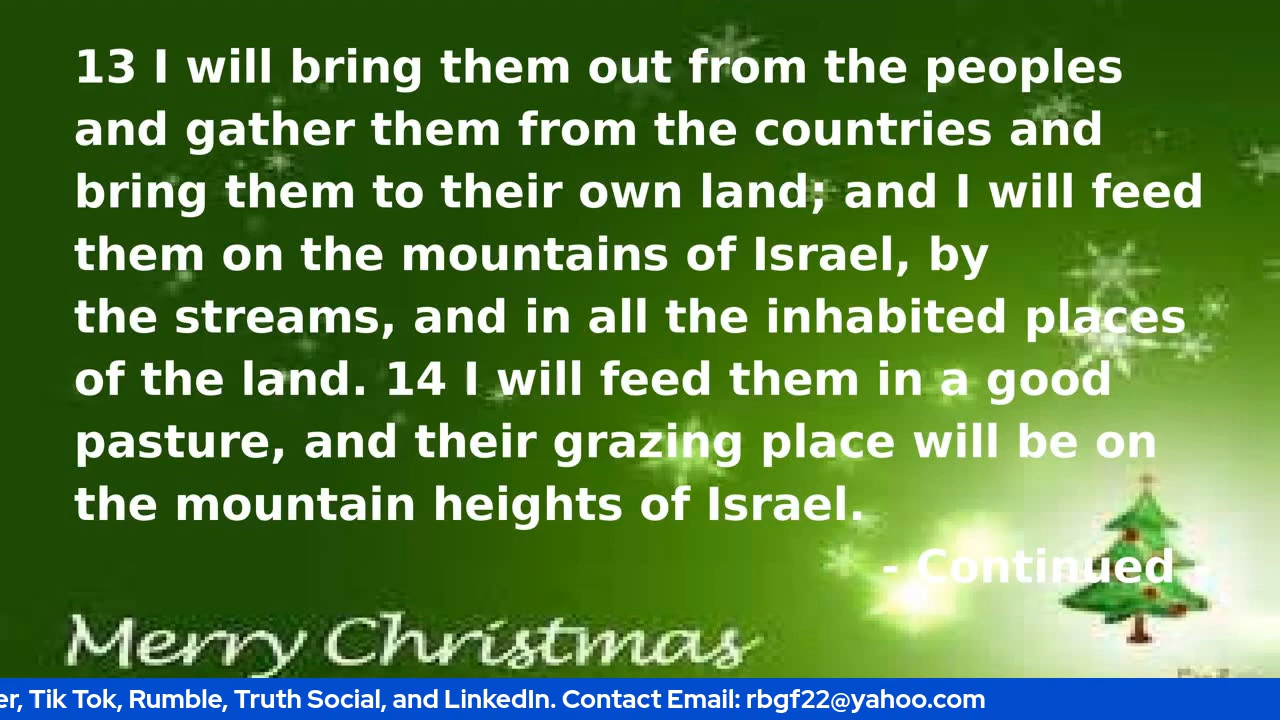 13 I will bring them out from the peoples
and gather them from the countries and
bring them to their own land; and I will feed
them on the mountains of Israel, by
the streams, and in all the inhabited places
of the land. 14 I will feed them in a good
pasture, and their grazing place will be on
the mountain heights of Israel.
- Continued -
Merry Christmas
er, Tik Tok, Rumble, Truth Social, and LinkedIn. Contact Email: rbgf22@yahoo.com